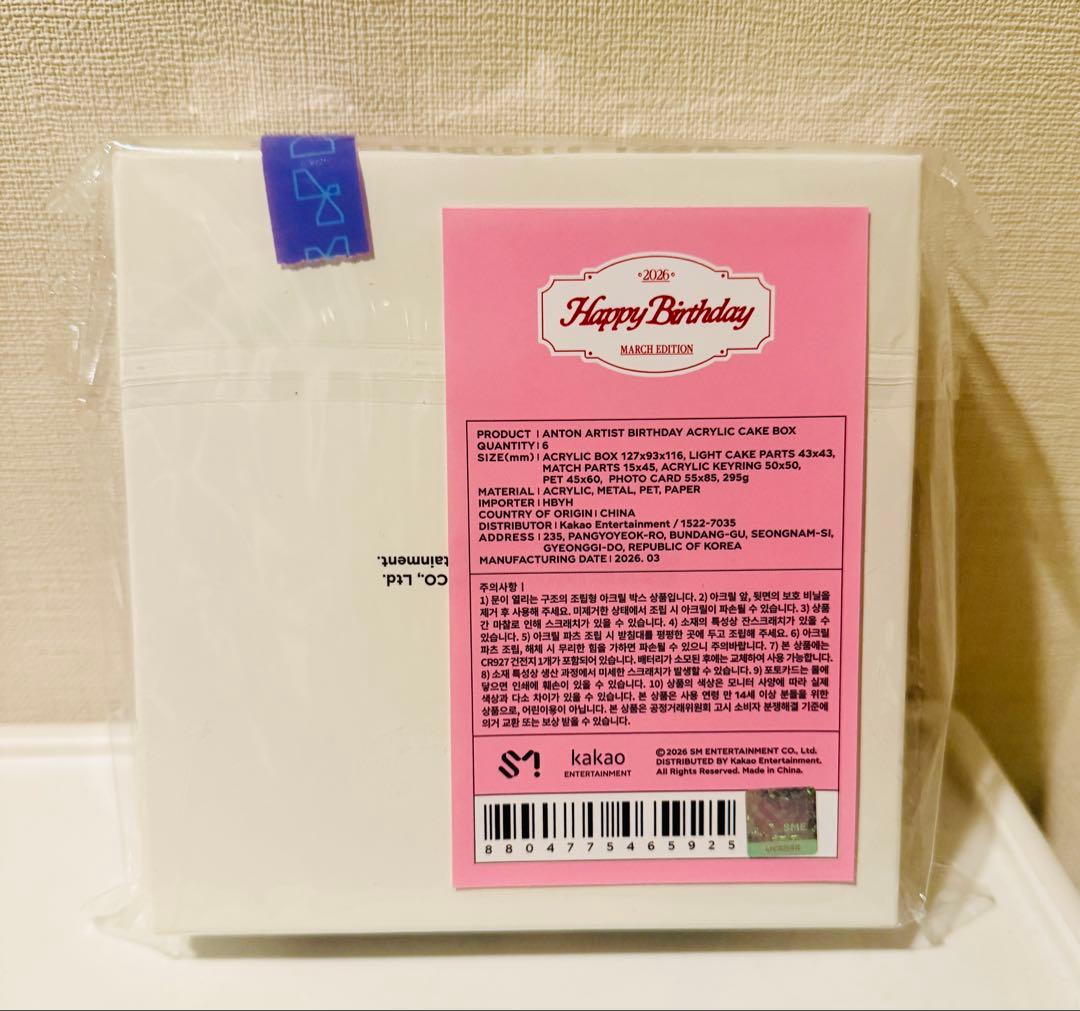 2026
Happy Birthday
MARCH EDITION
PRODUCT | ANTON ARTIST BIRTHDAY ACRYLIC CAKE BOX
QUANTITY | 6
SIZE(mm) | ACRYLIC BOX 127x93x116, LIGHT CAKE PARTS 43x43,
MATCH PARTS 15x45, ACRYLIC KEYRING 50x50,
PET 45x60, PHOTO CARD 55x85, 295g
MATERIAL | ACRYLIC, METAL, PET, PAPER
IMPORTER | HBYH
COUNTRY OF ORIGIN | CHINA
DISTRIBUTOR | Kakao Entertainment / 1522-7035
ADDRESS | 235, PANGYOYEOK-RO, BUNDANG-GU, SEONGNAM-SI,
GYEONGGI-DO, REPUBLIC OF KOREA
MANUFACTURING DATE | 2026. 03
tainment.
CO., Ltd.
주의사항 |
1) 문이 열리는 구조의 조립형 아크릴 박스 상품입니다. 2) 아크릴 앞, 뒷면의 보호 비닐을
제거 후 사용해 주세요. 미제거한 상태에서 조립 시 아크릴이 파손될 수 있습니다. 3) 상품
간 마찰로 인해 스크래치가 있을 수 있습니다. 4) 소재의 특성상 잔스크래치가 있을 수
있습니다. 5) 아크릴 파츠 조립 시 받침대를 평평한 곳에 두고 조립해 주세요. 6) 아크릴
파츠 조립, 해체 시 무리한 힘을 가하면 파손될 수 있으니 주의바랍니다. 7) 본 상품에는
CR927 건전지 1개가 포함되어 있습니다. 배터리가 소모된 후에는 교체하여 사용 가능합니다.
8) 소재 특성상 생산 과정에서 미세한 스크래치가 발생할 수 있습니다. 9) 포토카드는 물에
닿으면 인쇄에 훼손이 있을 수 있습니다. 10) 상품의 색상은 모니터 사양에 따라 실제
색상과 다소 차이가 있을 수 있습니다. 본 상품은 사용 연령 만 14세 이상 분들을 위한
상품으로, 어린이용이 아닙니다. 본 상품은 공정거래위원회 고시 소비자 분쟁해결 기준에
의거 교환 또는 보상 받을 수 있습니다.
SM
kakao
ENTERTAINMENT
©2026 SM ENTERTAINMENT CO., Ltd.
DISTRIBUTED BY Kakao Entertainment.
All Rights Reserved. Made in China.
8804775465925
SME